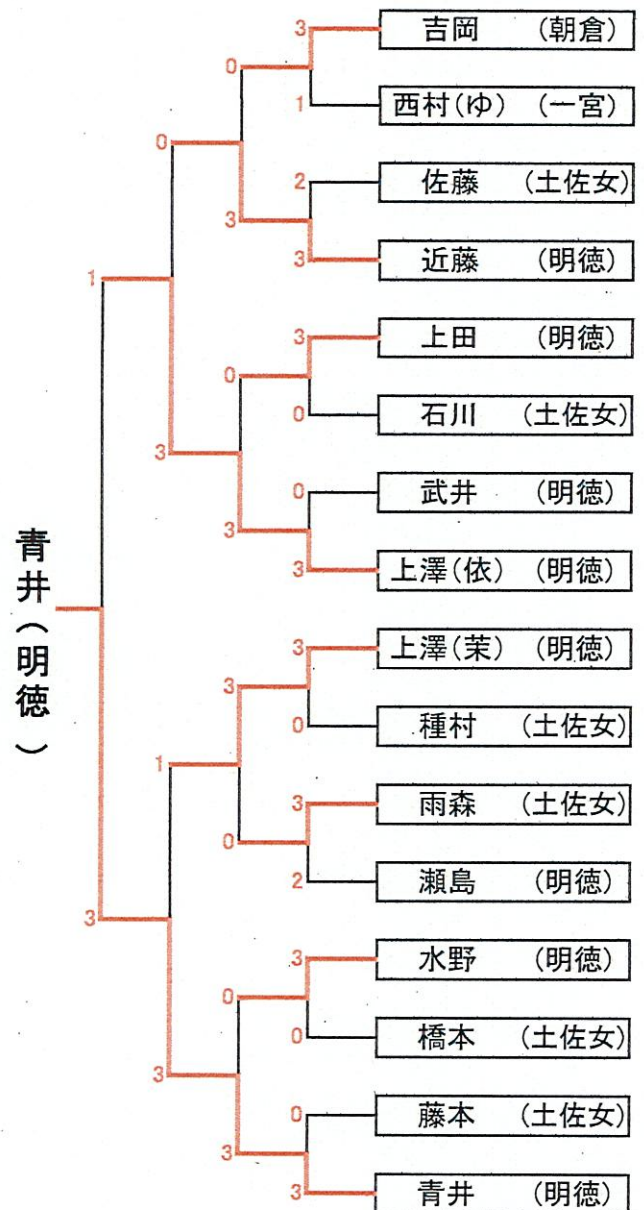 3 吉岡 （朝倉）
0
1 西村（ゆ） （一宮）
0
2 佐藤 （土佐女）
3
3 近藤 （明徳）
1
3 上田 （明徳）
0
0 石川 （土佐女）
3
0 武井 （明徳）
3
3 上澤（依） （明徳）
青井（明徳）
3 上澤（茉） （明徳）
3
0 種村 （土佐女）
1
3 雨森 （土佐女）
0
2 瀬島 （明徳）
3
3 水野 （明徳）
0
0 橋本 （土佐女）
3
0 藤本 （土佐女）
3
3 青井 （明徳）